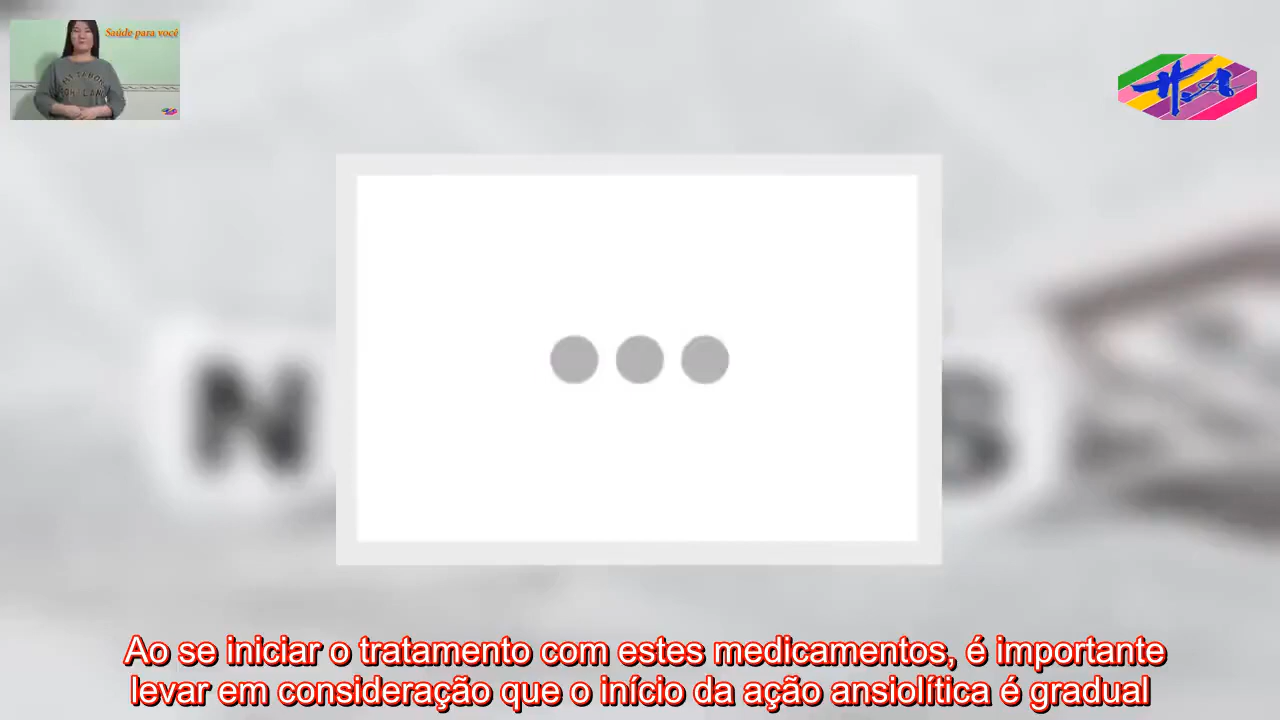 Saúde para você
Ao se iniciar o tratamento com estes medicamentos, é importante
levar em consideração que o início da ação ansiolítica é gradual